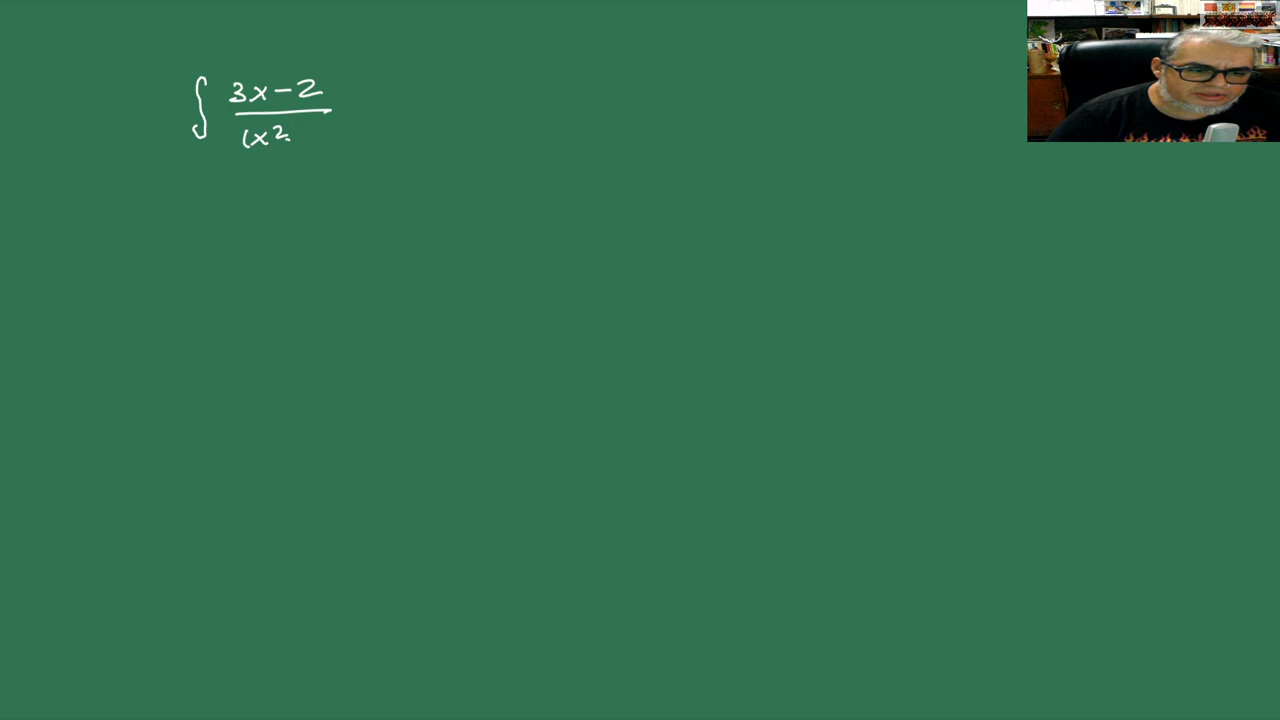 ∫ 3x-2
(x²